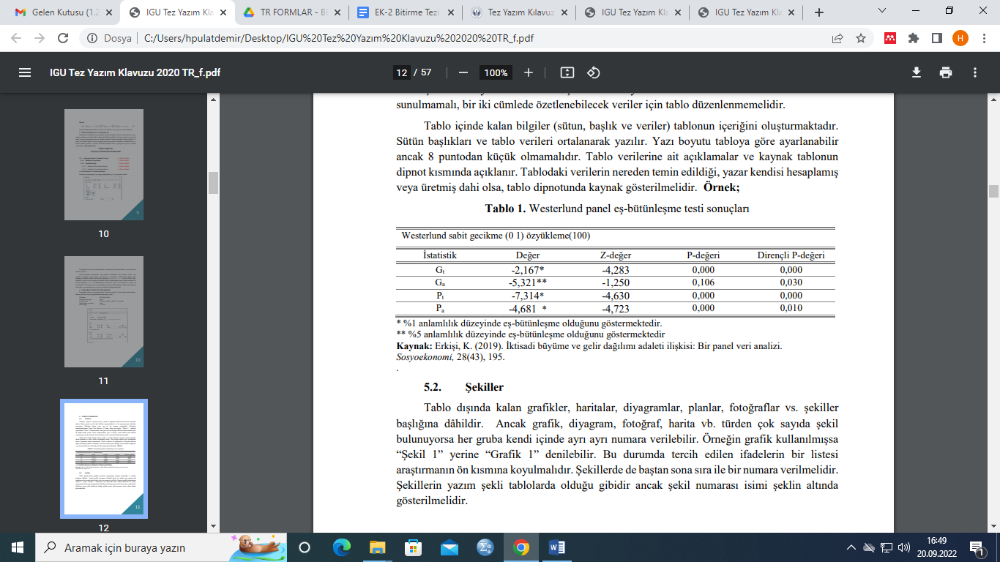 Gelen Kutusu (1.2
IGU Tez Yazım Kla
TR FORMLAR - Bİ
EK-2 Bitirme Tezi
Tez Yazım Kılavuz
IGU Tez Yazım Kla
IGU Tez Yazım Kla
Dosya
C:/Users/hpulatdemir/Desktop/IGU%20Tez%20Yazım%20Klavuzu%202020%20TR_f.pdf
H
IGU Tez Yazım Klavuzu 2020 TR_f.pdf
12 / 57
100%
sunulmamalı, bir iki cümlede özetlenebilecek veriler için tablo düzenlenmemelidir.
Tablo içinde kalan bilgiler (sütun, başlık ve veriler) tablonun içeriğini oluşturmaktadır.
Sütün başlıkları ve tablo verileri ortalanarak yazılır. Yazı boyutu tabloya göre ayarlanabilir
ancak 8 puntodan küçük olmamalıdır. Tablo verilerine ait açıklamalar ve kaynak tablonun
dipnot kısmında açıklanır. Tablodaki verilerin nereden temin edildiği, yazar kendisi hesaplamış
veya üretmiş dahi olsa, tablo dipnotunda kaynak gösterilmelidir. Örnek;
Tablo 1. Westerlund panel eş-bütünleşme testi sonuçları
Westerlund sabit gecikme (0 1) özyükleme(100)
İstatistik Değer Z-değer P-değeri Dirençli P-değeri
Gt -2,167* -4,283 0,000 0,000
Ga -5,321** -1,250 0,106 0,030
Pt -7,314* -4,630 0,000 0,000
Pa -4,681 * -4,723 0,000 0,010
* %1 anlamlılık düzeyinde eş-bütünleşme olduğunu göstermektedir.
** %5 anlamlılık düzeyinde eş-bütünleşme olduğunu göstermektedir
Kaynak: Erkişi, K. (2019). İktisadi büyüme ve gelir dağılımı adaleti ilişkisi: Bir panel veri analizi.
Sosyoekonomi, 28(43), 195.
.
5.2. Şekiller
Tablo dışında kalan grafikler, haritalar, diyagramlar, planlar, fotoğraflar vs. şekiller
başlığına dâhildir. Ancak grafik, diyagram, fotoğraf, harita vb. türden çok sayıda şekil
bulunuyorsa her gruba kendi içinde ayrı ayrı numara verilebilir. Örneğin grafik kullanılmışsa
“Şekil 1” yerine “Grafik 1” denilebilir. Bu durumda tercih edilen ifadelerin bir listesi
araştırmanın ön kısmına koyulmalıdır. Şekillerde de baştan sona sıra ile bir numara verilmelidir.
Şekillerin yazım şekli tablolarda olduğu gibidir ancak şekil numarası isimi şeklin altında
gösterilmelidir.
9
10
10
11
11
12
Aramak için buraya yazın
16:49
20.09.2022
1